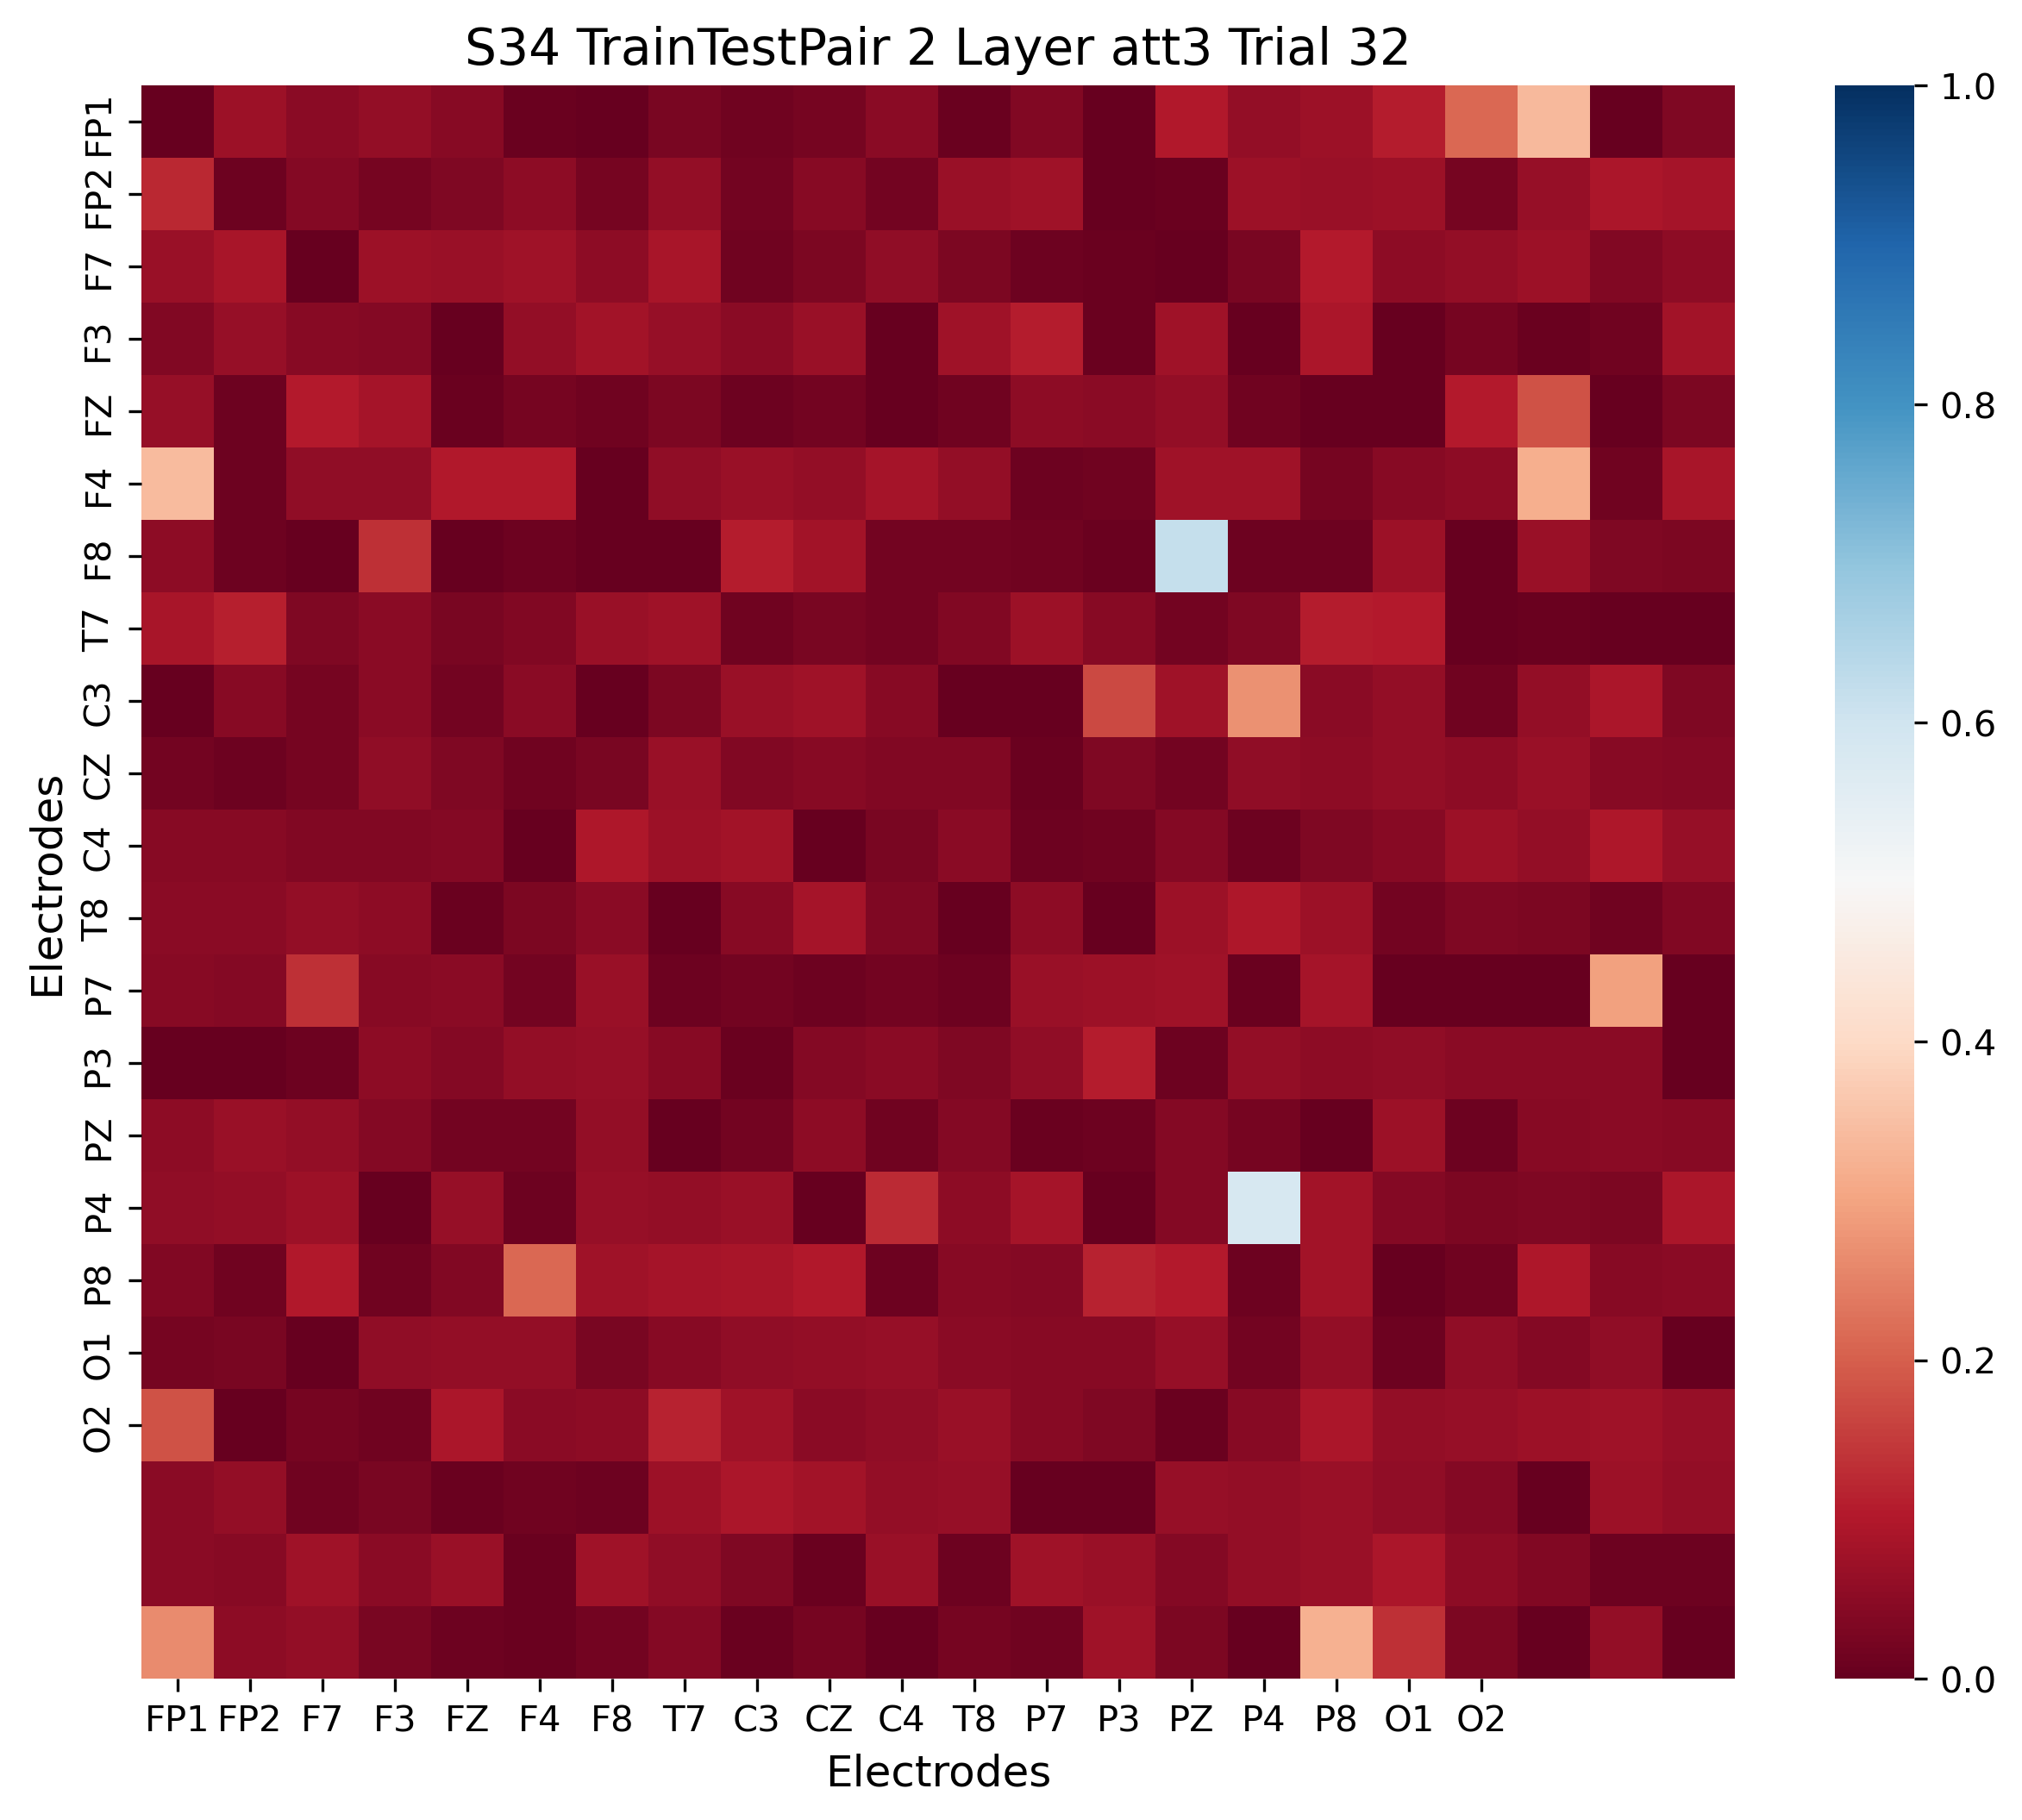 S34 TrainTestPair 2 Layer att3 Trial 32
Electrodes
FP1
FP2
F7
F3
FZ
F4
F8
T7
C3
CZ
C4
T8
P7
P3
PZ
P4
P8
O1
O2
FP1 FP2 F7 F3 FZ F4 F8 T7 C3 CZ C4 T8 P7 P3 PZ P4 P8 O1 O2
Electrodes
1.0
0.8
0.6
0.4
0.2
0.0